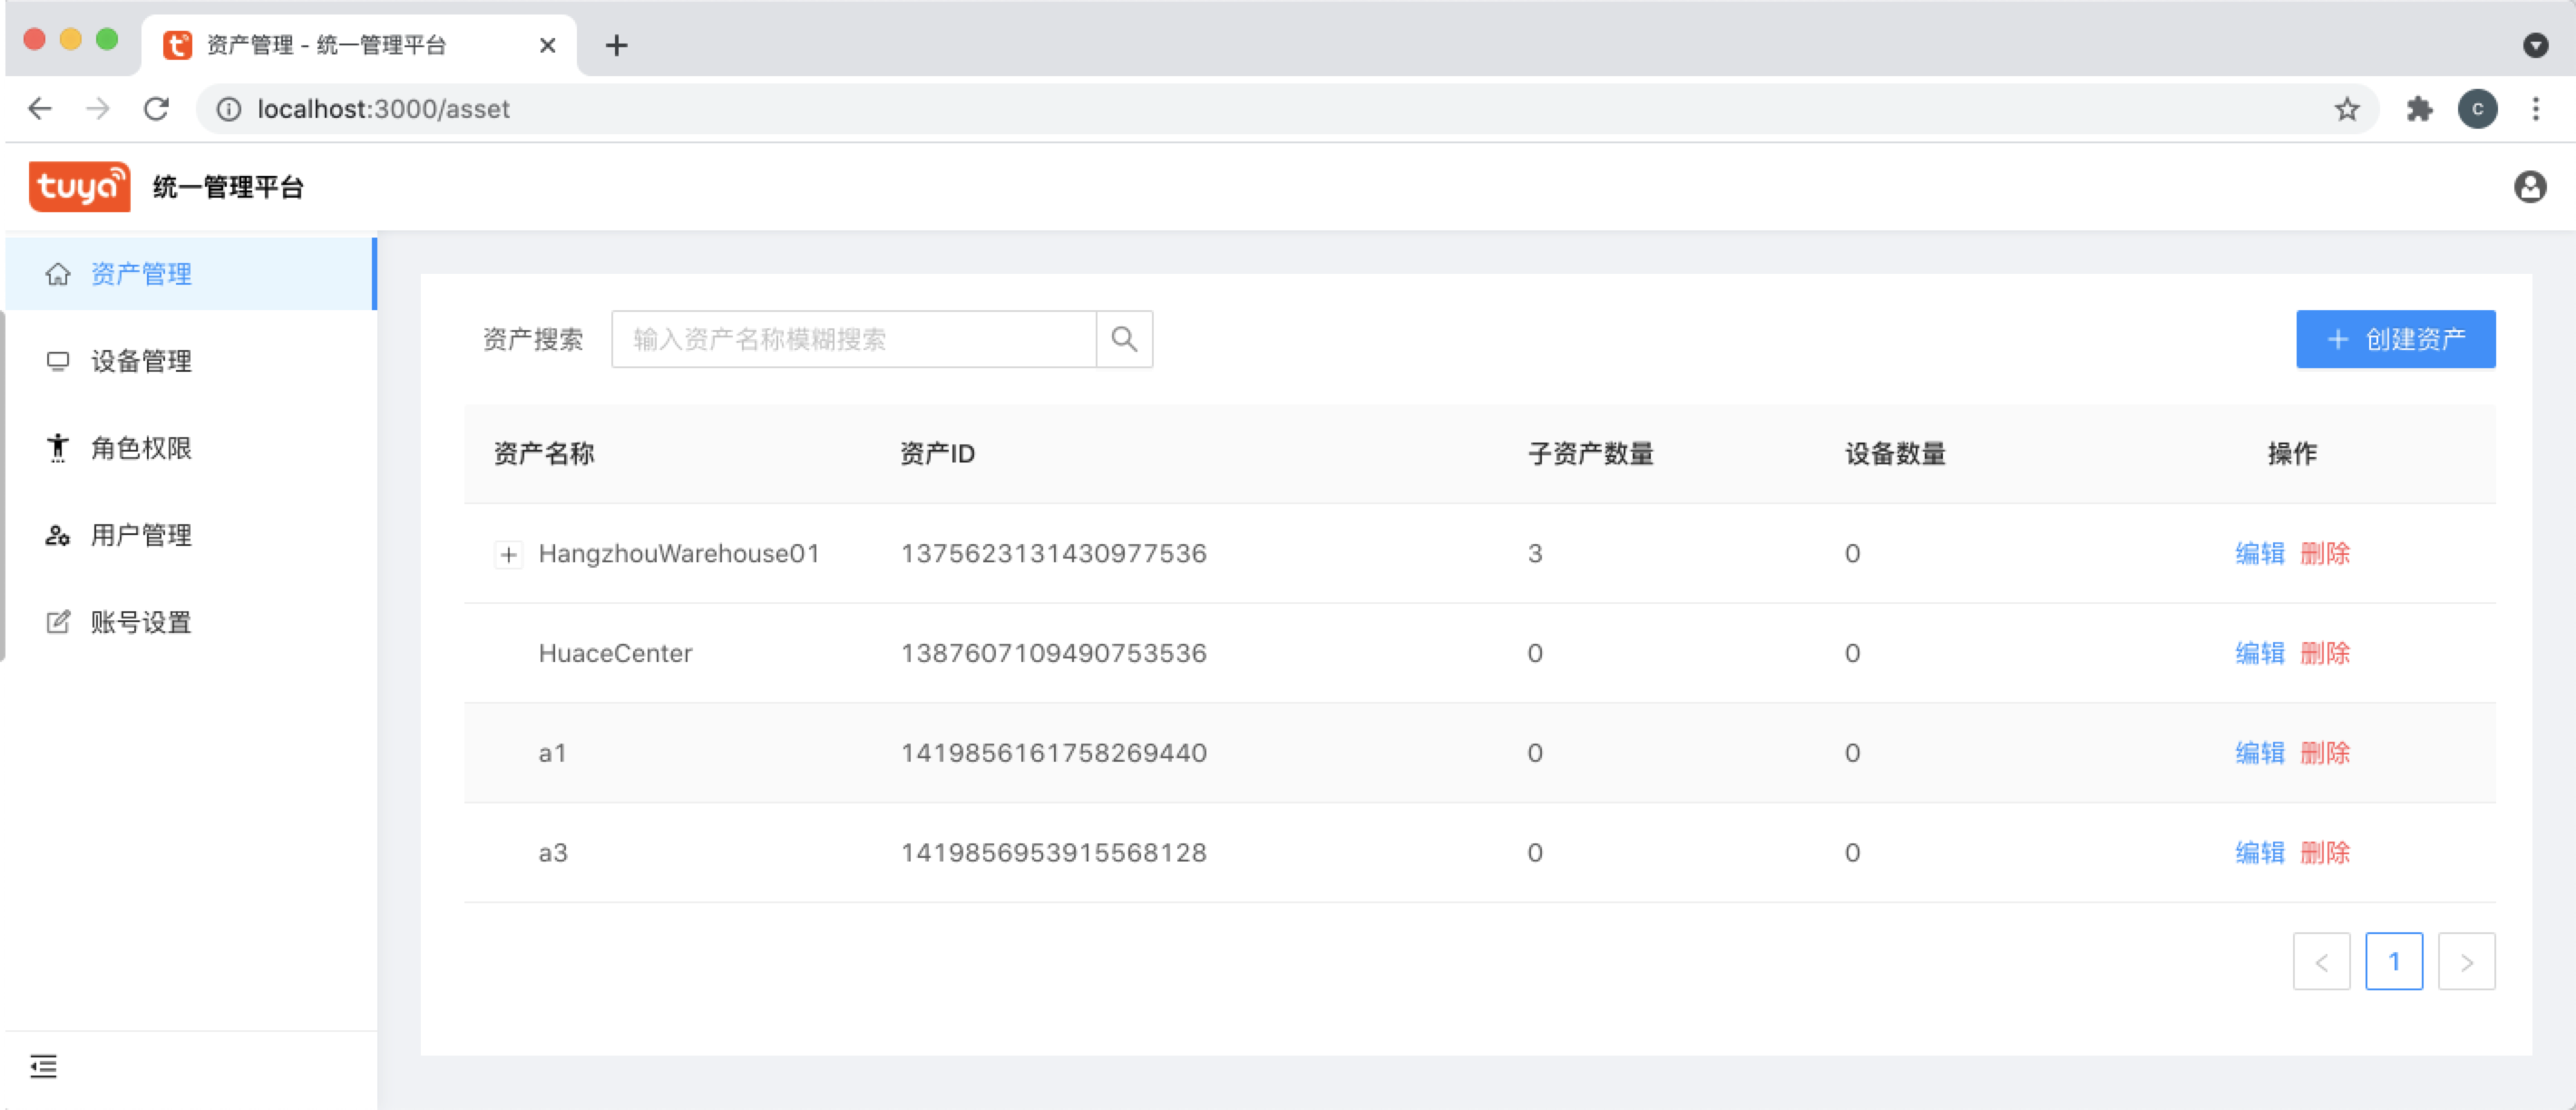 资产管理 - 统一管理平台
localhost:3000/asset
C
tuya 统一管理平台
资产管理
设备管理
角色权限
用户管理
账号设置
资产搜索 输入资产名称模糊搜索 创建资产
资产名称 资产ID 子资产数量 设备数量 操作
HangzhouWarehouse01 1375623131430977536 3 0 编辑 删除
HuaceCenter 1387607109490753536 0 0 编辑 删除
a1 1419856161758269440 0 0 编辑 删除
a3 1419856953915568128 0 0 编辑 删除
< 1 >